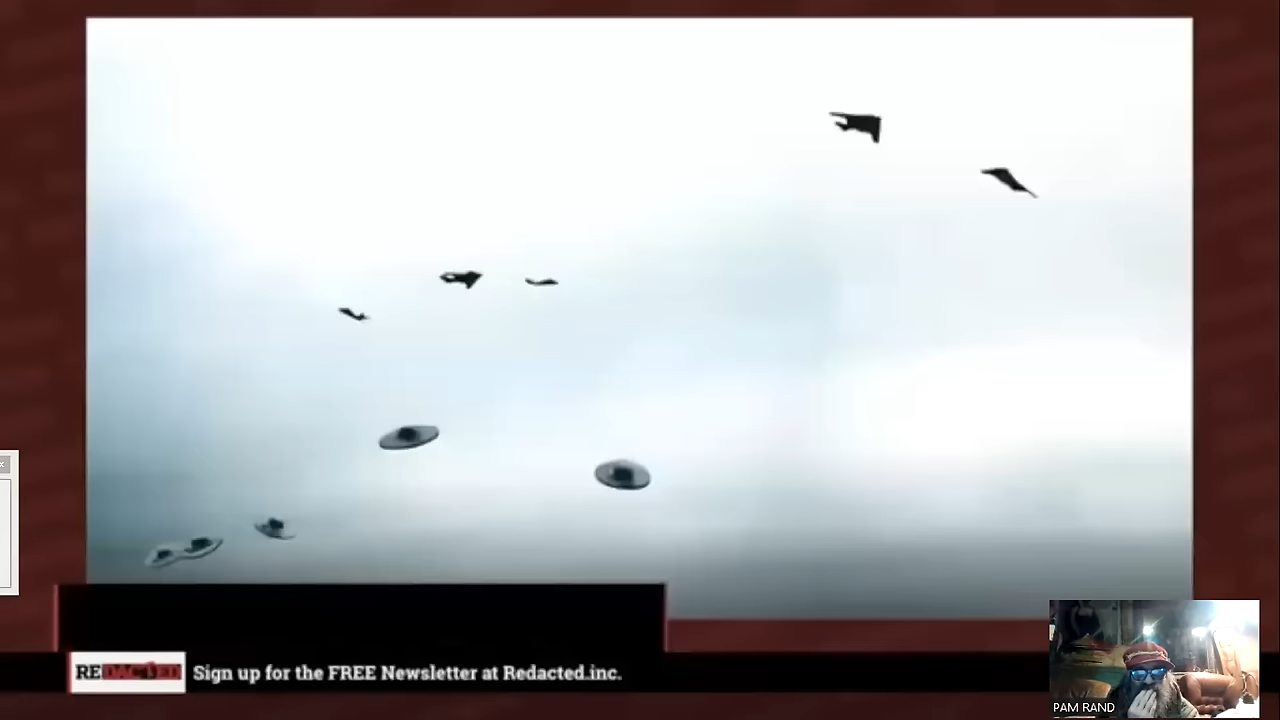 REDACTED
Sign up for the FREE Newsletter at Redacted.inc.
PAM RAND